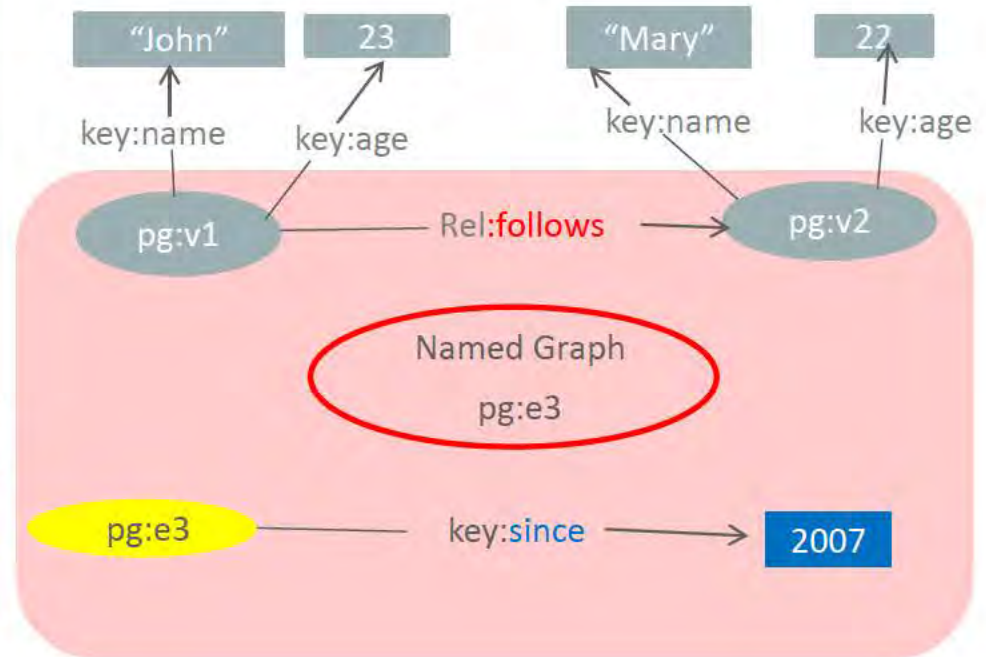 “John”
23
“Mary”
22
key:name
key:age
key:name
key:age
pg:v1
Rel:follows
pg:v2
Named Graph
pg:e3
pg:e3
key:since
2007